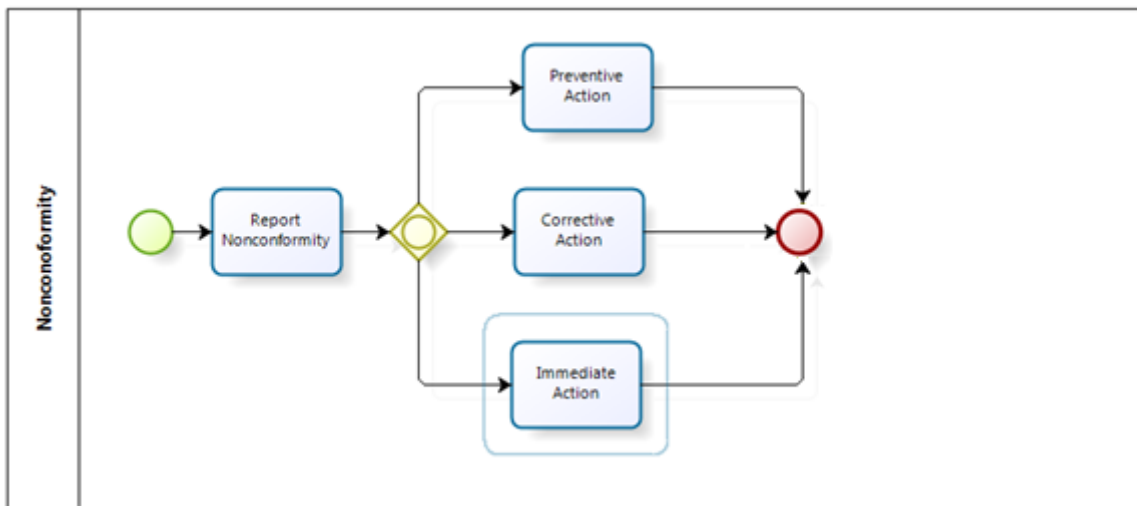 Nonconoformity
Report
Nonconformity
Preventive
Action
Corrective
Action
Immediate
Action